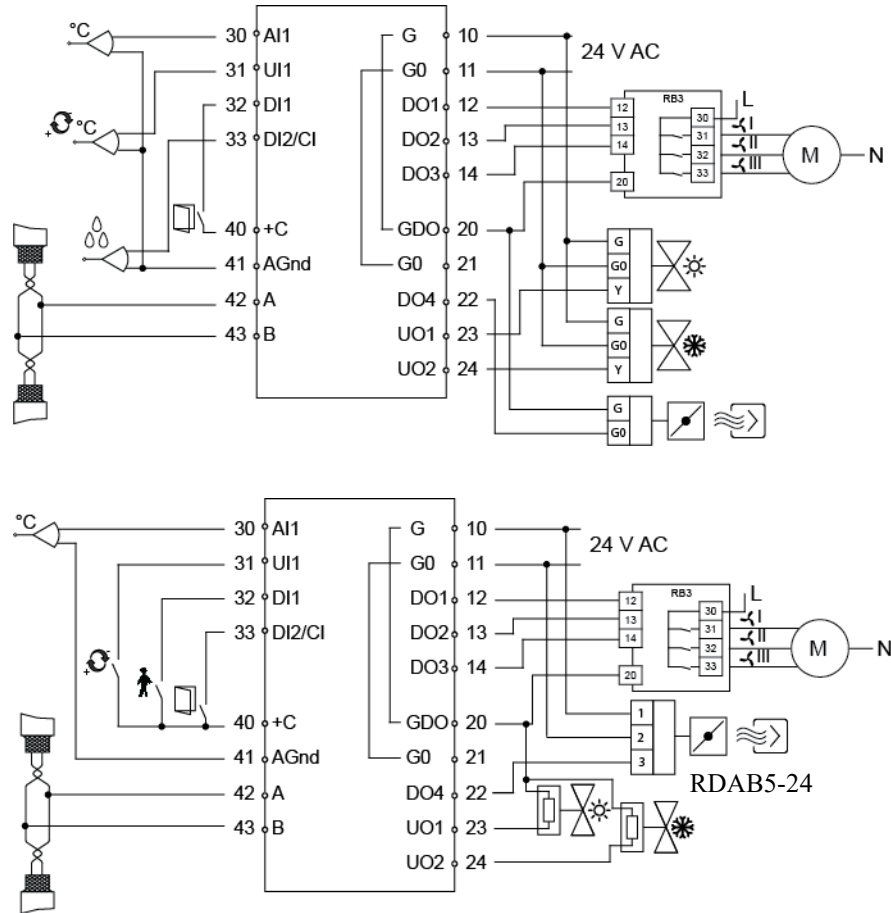 °C 30 AI1 G 10 24 V AC
31 UI1 G0 11
+ - °C 32 DI1 DO1 12 12 RB3 30 L
33 DI2/CI DO2 13 13 31 I
DO3 14 14 32 II M N
33 III
20
40 +C GDO 20 G
41 AGnd G0 21 G0
42 A DO4 22 Y
43 B UO1 23 G
UO2 24 G0
Y
G
G0
°C 30 AI1 G 10
31 UI1 G0 11 24 V AC
32 DI1 DO1 12 12 RB3 30 L
33 DI2/CI DO2 13 13 31 I
DO3 14 14 32 II M N
+ - 33 III
20
40 +C GDO 20 1
41 AGnd G0 21 2
42 A DO4 22 3 RDAB5-24
43 B UO1 23
UO2 24